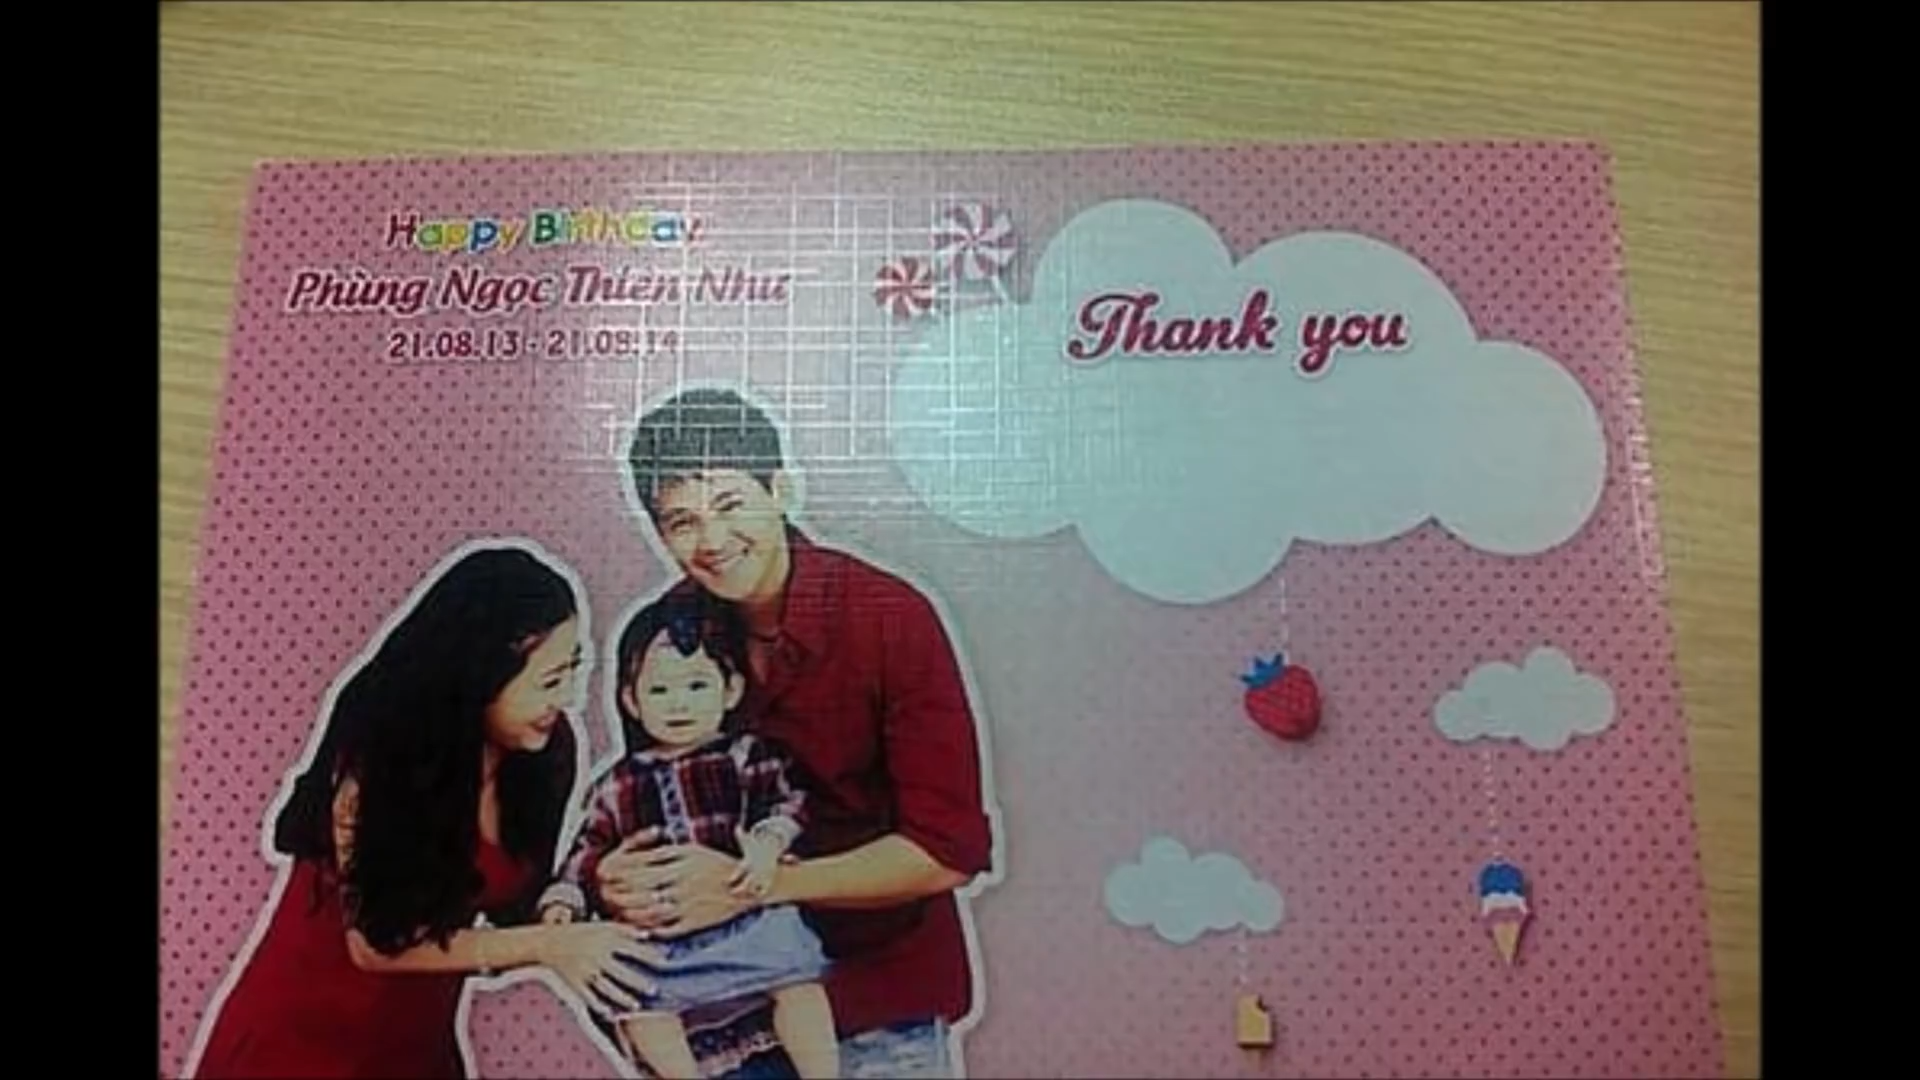 Happy Birthday
Phùng Ngọc Thiên Như
21.08.13 - 21.08.14
Thank you